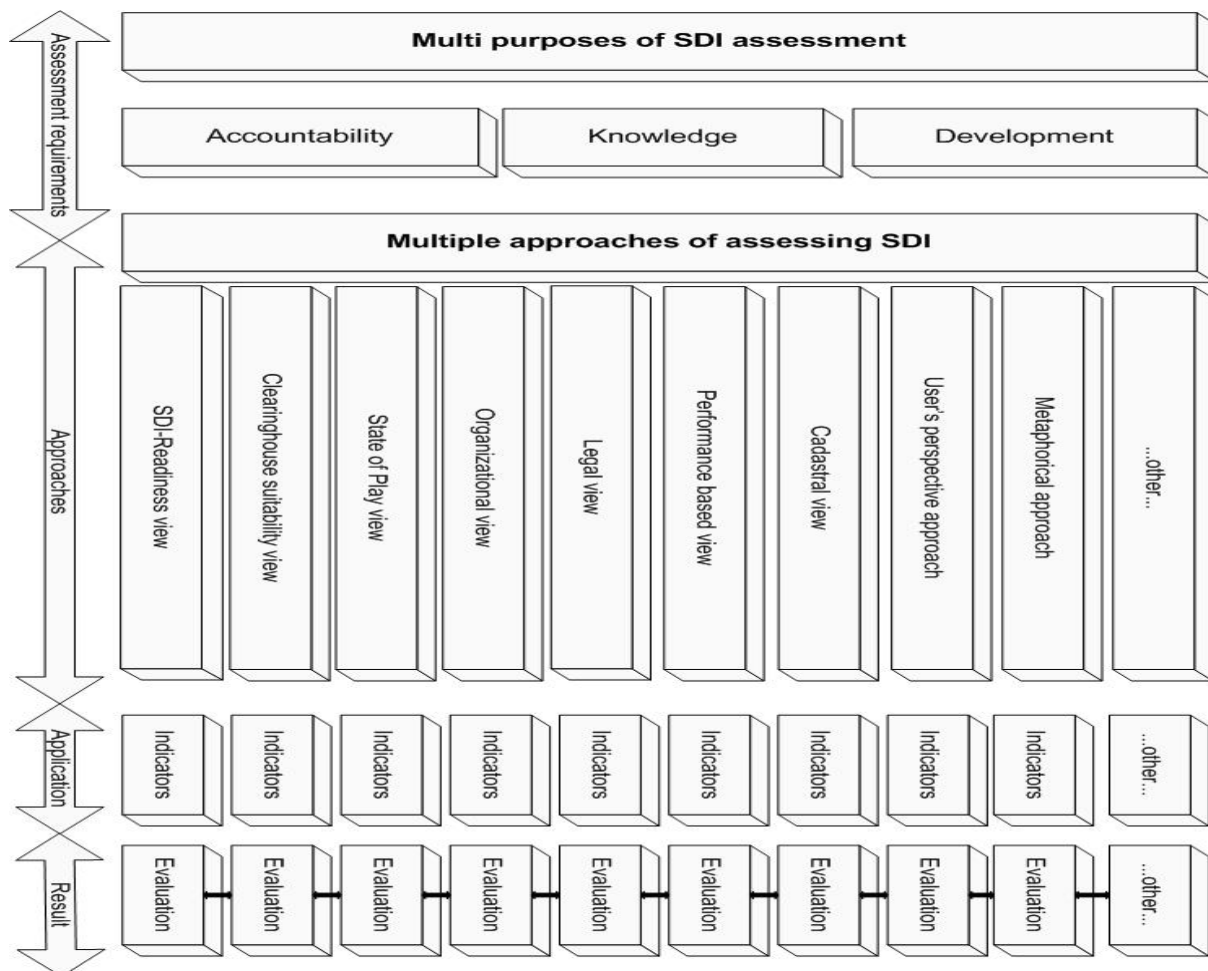 Assessment requirements
Multi purposes of SDI assessment
Accountability
Knowledge
Development
Approaches
Multiple approaches of assessing SDI
SDI-Readiness view
Clearinghouse suitability view
State of Play view
Organizational view
Legal view
Performance based view
Cadastral view
User's perspective approach
Metaphorical approach
...other...
Application
Indicators
Indicators
Indicators
Indicators
Indicators
Indicators
Indicators
Indicators
Indicators
...other...
Result
Evaluation
Evaluation
Evaluation
Evaluation
Evaluation
Evaluation
Evaluation
Evaluation
Evaluation
...other...